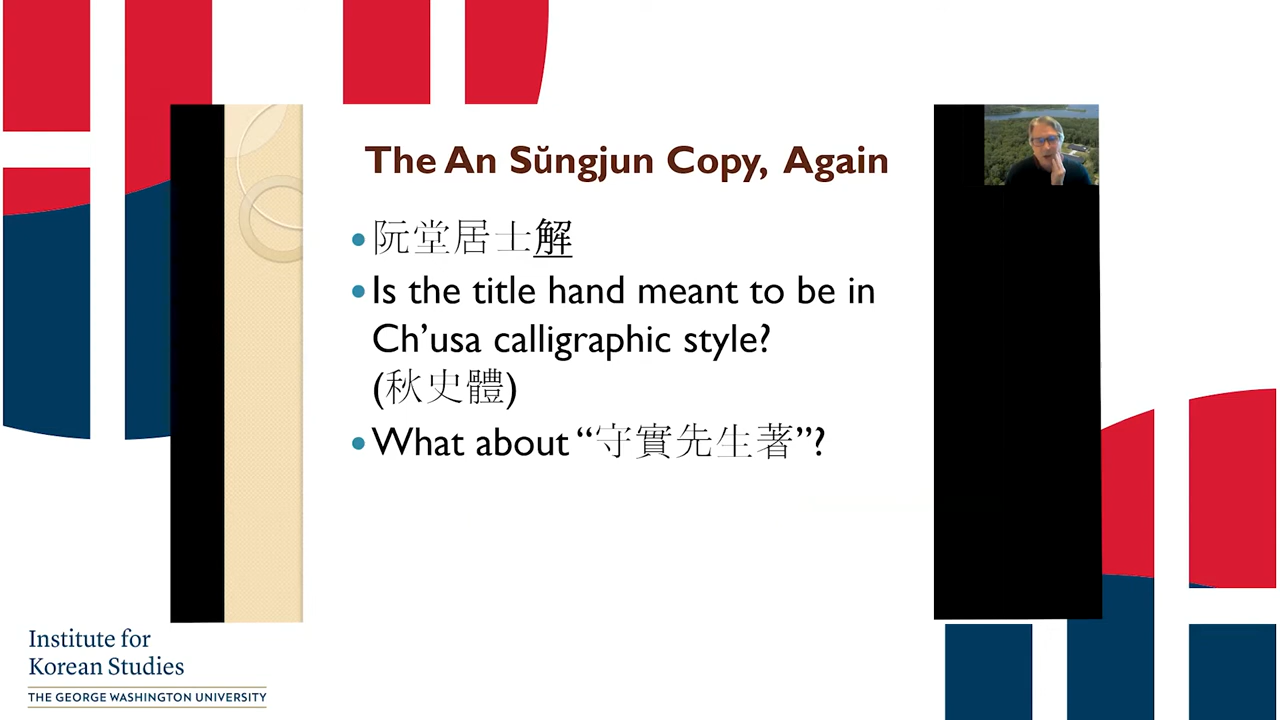 The An Sŭngjun Copy, Again
• 阮堂居士解
• Is the title hand meant to be in
Ch’usa calligraphic style?
(秋史體)
• What about “守實先生著”?
Institute for
Korean Studies
THE GEORGE WASHINGTON UNIVERSITY